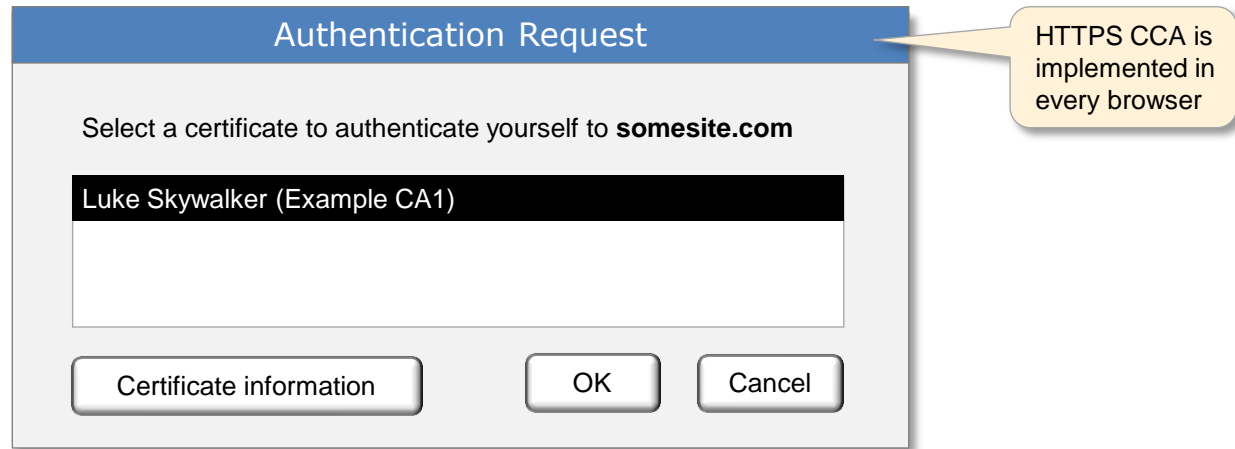 Authentication Request
HTTPS CCA is
implemented in
every browser
Select a certificate to authenticate yourself to somesite.com
Luke Skywalker (Example CA1)
Certificate information
OK
Cancel